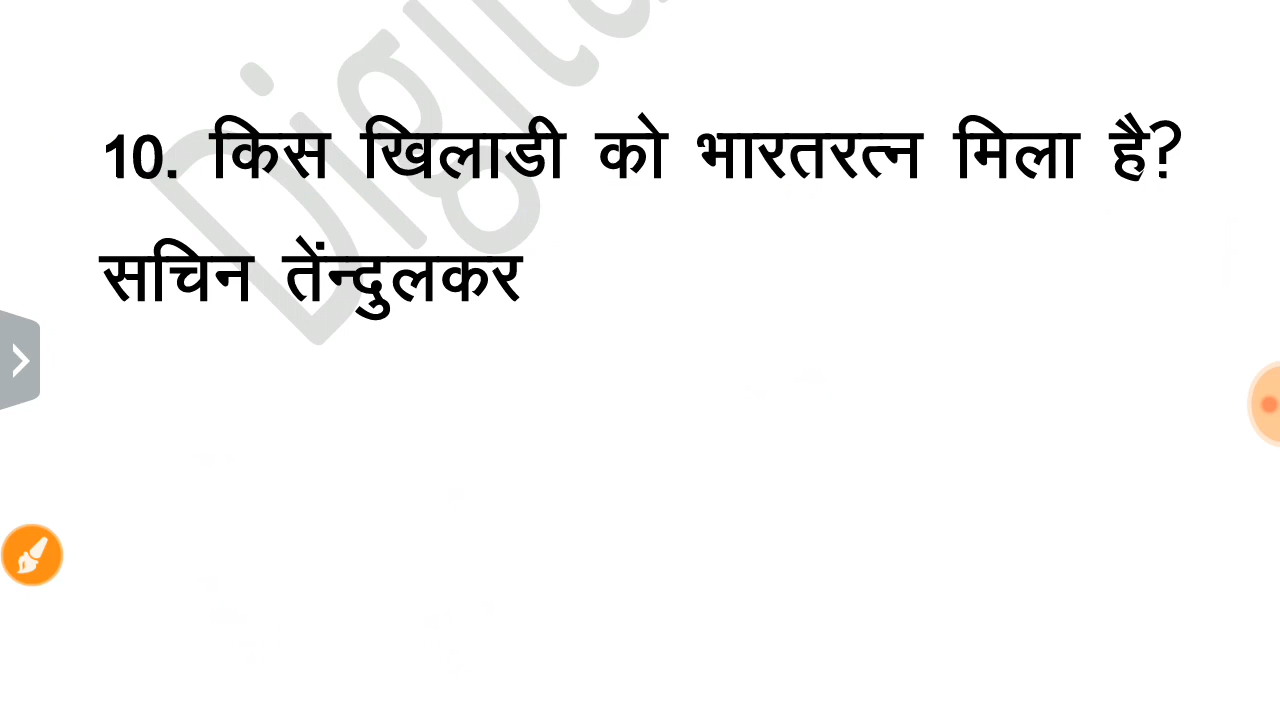 10. किस खिलाडी को भारतरत्न मिला है?
सचिन तेंन्दुलकर